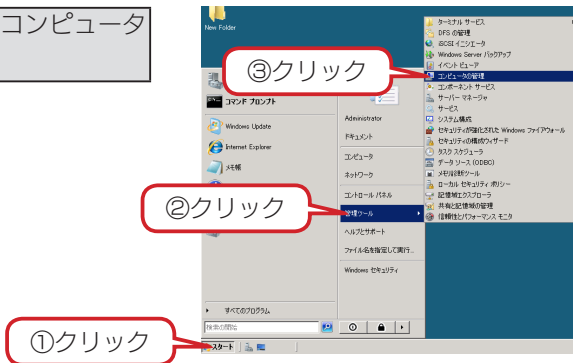 コンピュータ
New Folder
③クリック
コマンド プロンプト
Windows Update
Internet Explorer
メモ帳
②クリック
すべてのプログラム
検索の開始
①クリック
スタート
Administrator
ドキュメント
コンピュータ
ネットワーク
コントロール パネル
管理ツール
ヘルプとサポート
ファイル名を指定して実行...
Windows セキュリティ
ターミナル サービス
DFS の管理
iSCSI イニシエータ
Windows Server バックアップ
イベント ビューア
コンピュータの管理
コンポーネント サービス
サーバー マネージャ
サービス
システム構成
セキュリティが強化された Windows ファイアウォール
セキュリティの構成ウィザード
タスク スケジューラ
データ ソース (ODBC)
メモリ診断ツール
ローカル セキュリティ ポリシー
記憶域エクスプローラ
共有と記憶域の管理
信頼性とパフォーマンス モニタ